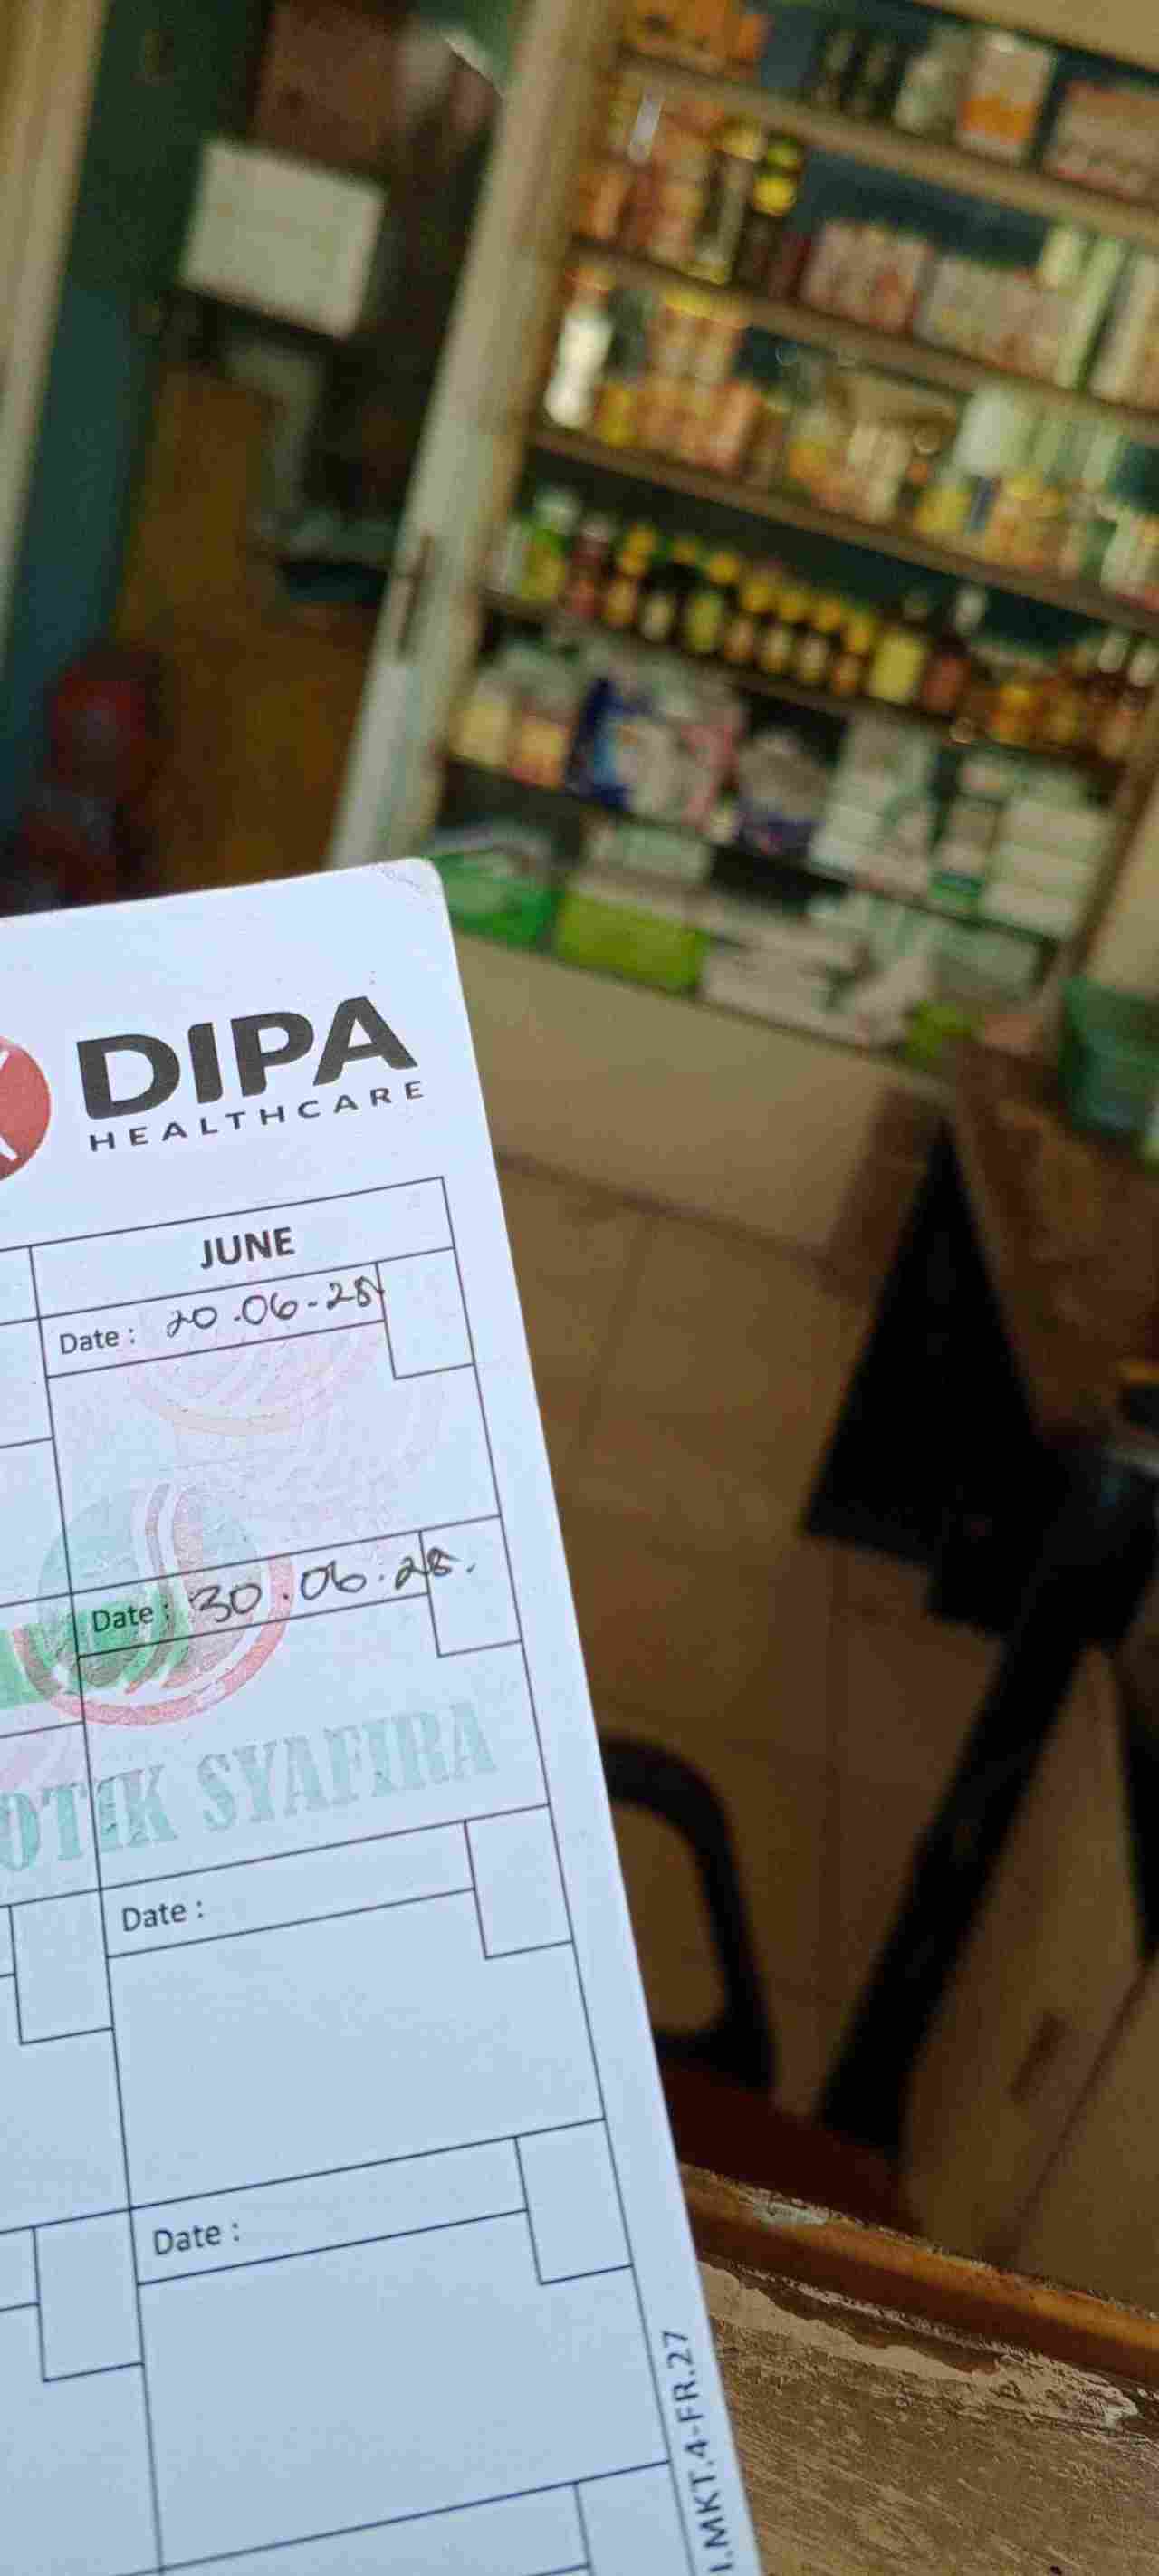 DIPA
HEALTHCARE
JUNE
Date : 20.06-25
Date : 30.06.25.
OTIK SYAFIRA
Date :
Date :
I.MKT.4-FR.27